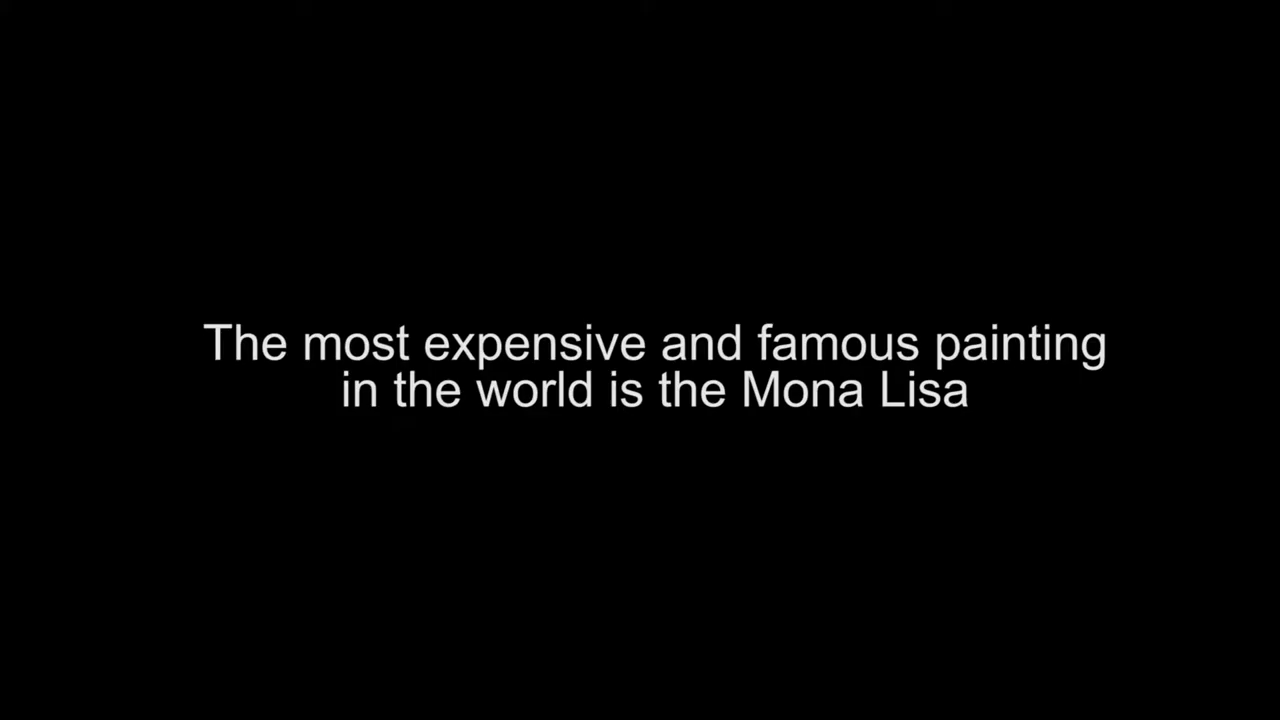 The most expensive and famous painting
in the world is the Mona Lisa